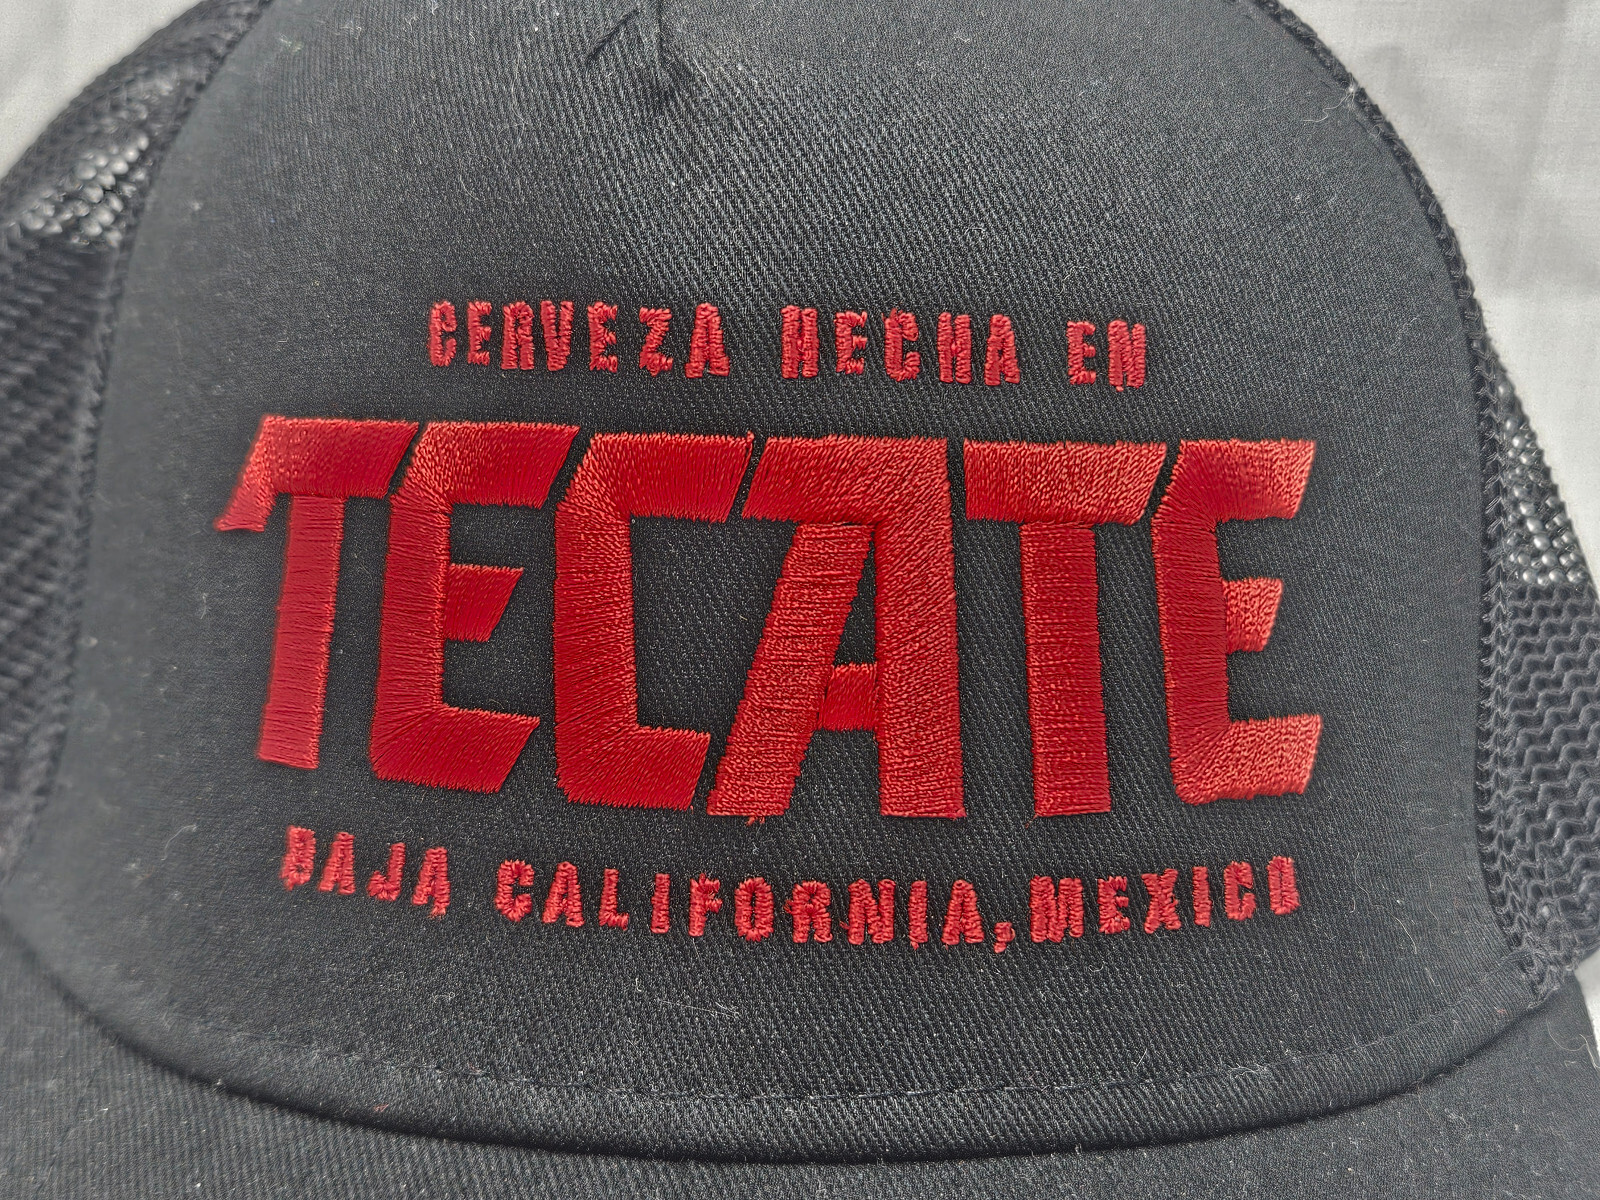 CERVEZA HECHA EN
TECATE
BAJA CALIFORNIA, MEXICO